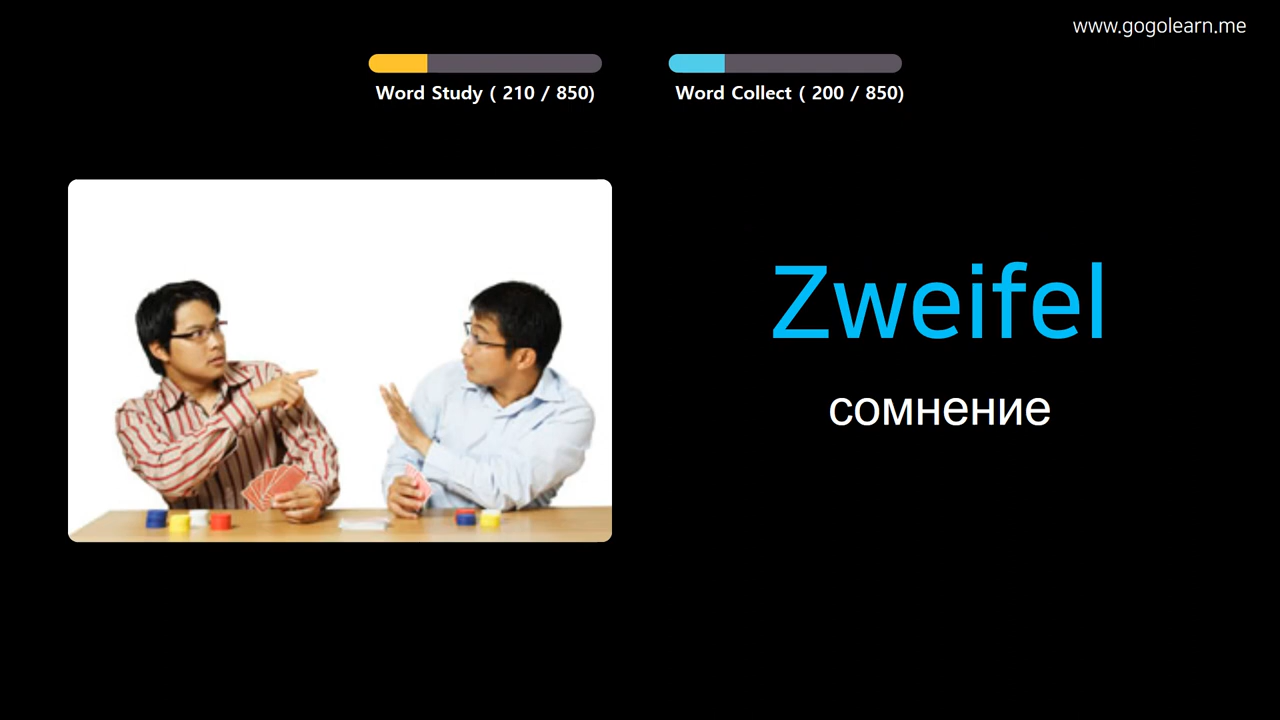 www.gogolearn.me
Word Study ( 210 / 850)
Word Collect ( 200 / 850)
Zweifel
сомнение